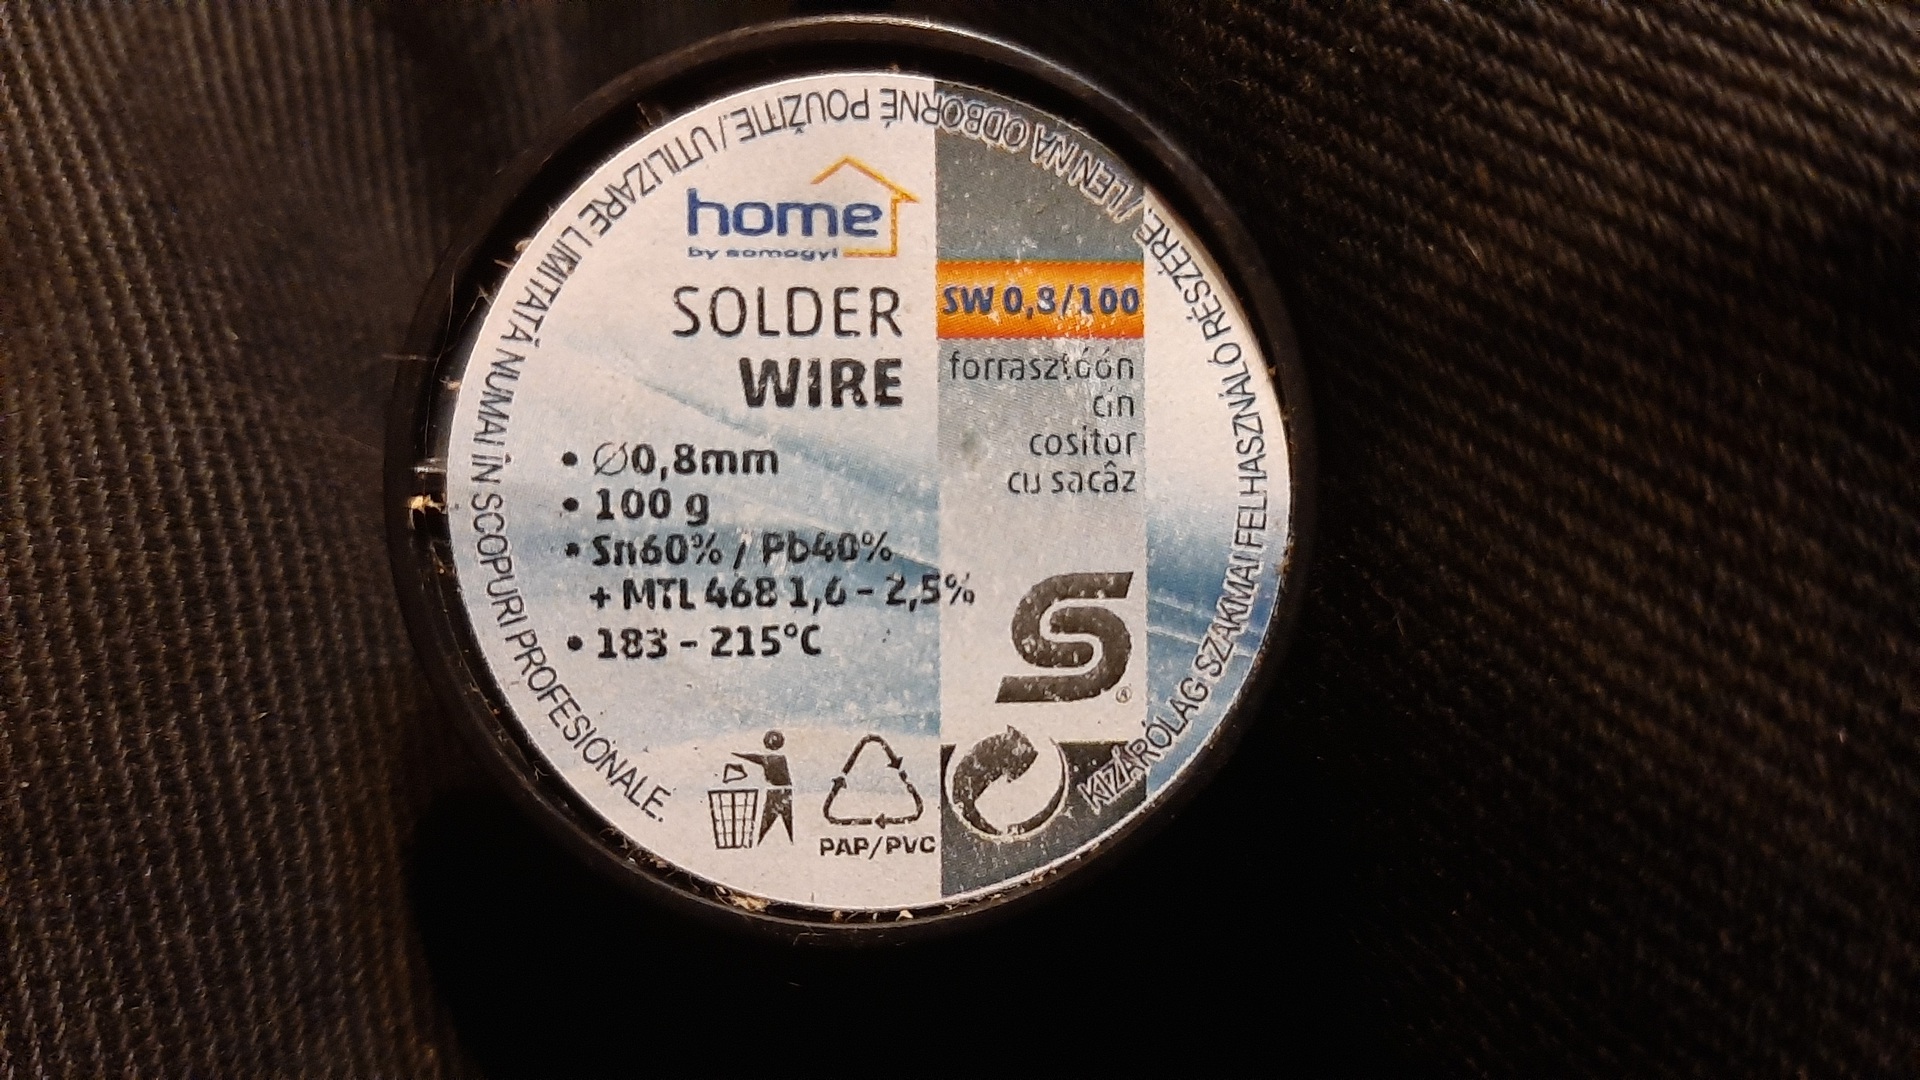 home
by somogyi
SOLDER
WIRE
• Ø0,8mm
• 100 g
• Sn60% / Pb40%
+ MTL 468 1,6 - 2,5%
• 183 - 215°C
PAP/PVC
SW 0,8/100
forrasztóón
cín
cositor
cu sacâz
S
®
KIZÁRÓLAG SZAKMAI FELHASZNÁLÓ RÉSZÉRE. / LEN NA ODBORNÉ POUŽITIE / UTILIZARE LIMITATĂ NUMAI ÎN SCOPURI PROFESIONALE.